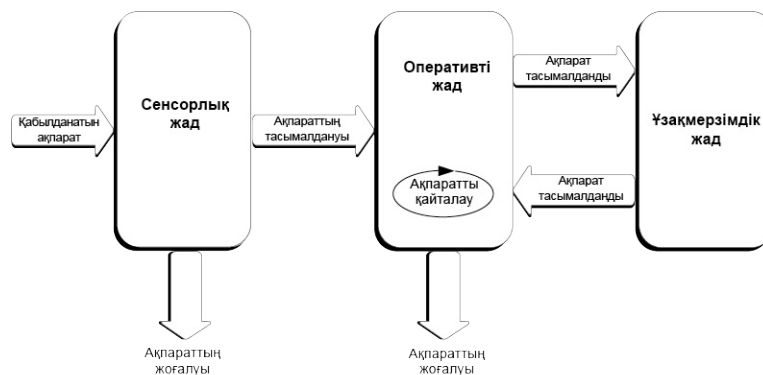 Қабылданатын
ақпарат
Сенсорлық
жад
Ақпараттың
тасымалдануы
Оперативті
жад
Ақпаратты
қайталау
Ақпарат
тасымалданды
Ақпарат
тасымалданды
Ұзақмерзімдік
жад
Ақпараттың
жоғалуы
Ақпараттың
жоғалуы